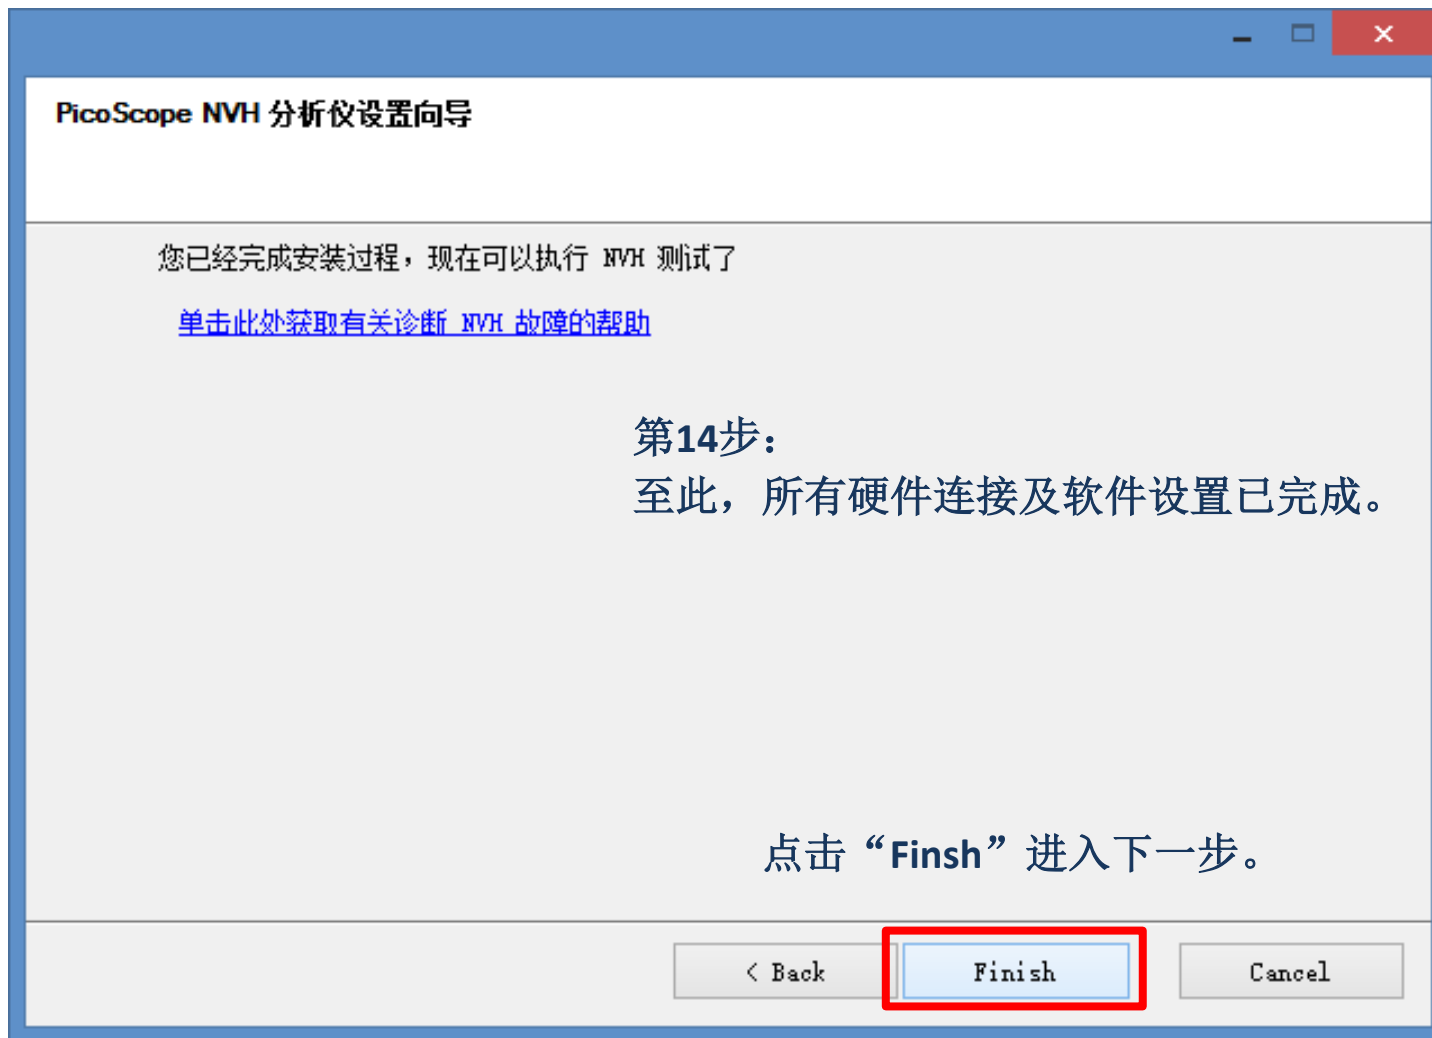 PicoScope NVH 分析仪设置向导
您已经完成安装过程，现在可以执行 NVH 测试了
单击此处获取有关诊断 NVH 故障的帮助
第14步：
至此，所有硬件连接及软件设置已完成。
点击“Finsh”进入下一步。
< Back
Finish
Cancel